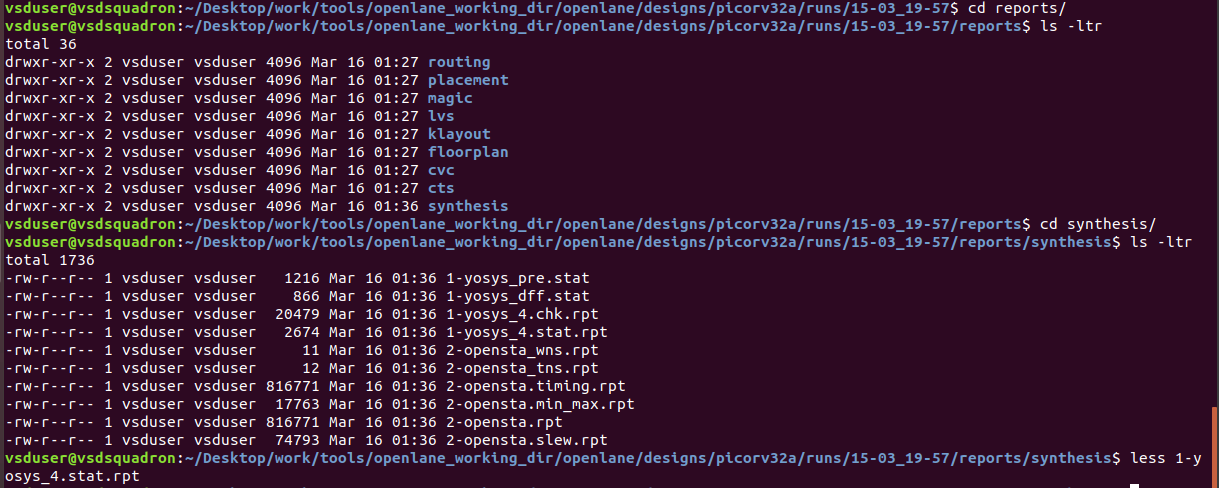 vsduser@vsdsquadron:~/Desktop/work/tools/openlane_working_dir/openlane/designs/picorv32a/runs/15-03_19-57$ cd reports/
vsduser@vsdsquadron:~/Desktop/work/tools/openlane_working_dir/openlane/designs/picorv32a/runs/15-03_19-57/reports$ ls -ltr
total 36
drwxr-xr-x 2 vsduser vsduser 4096 Mar 16 01:27 routing
drwxr-xr-x 2 vsduser vsduser 4096 Mar 16 01:27 placement
drwxr-xr-x 2 vsduser vsduser 4096 Mar 16 01:27 magic
drwxr-xr-x 2 vsduser vsduser 4096 Mar 16 01:27 lvs
drwxr-xr-x 2 vsduser vsduser 4096 Mar 16 01:27 klayout
drwxr-xr-x 2 vsduser vsduser 4096 Mar 16 01:27 floorplan
drwxr-xr-x 2 vsduser vsduser 4096 Mar 16 01:27 cvc
drwxr-xr-x 2 vsduser vsduser 4096 Mar 16 01:27 cts
drwxr-xr-x 2 vsduser vsduser 4096 Mar 16 01:36 synthesis
vsduser@vsdsquadron:~/Desktop/work/tools/openlane_working_dir/openlane/designs/picorv32a/runs/15-03_19-57/reports$ cd synthesis/
vsduser@vsdsquadron:~/Desktop/work/tools/openlane_working_dir/openlane/designs/picorv32a/runs/15-03_19-57/reports/synthesis$ ls -ltr
total 1736
-rw-r--r-- 1 vsduser vsduser   1216 Mar 16 01:36 1-yosys_pre.stat
-rw-r--r-- 1 vsduser vsduser    866 Mar 16 01:36 1-yosys_dff.stat
-rw-r--r-- 1 vsduser vsduser  20479 Mar 16 01:36 1-yosys_4.chk.rpt
-rw-r--r-- 1 vsduser vsduser   2674 Mar 16 01:36 1-yosys_4.stat.rpt
-rw-r--r-- 1 vsduser vsduser     11 Mar 16 01:36 2-opensta_wns.rpt
-rw-r--r-- 1 vsduser vsduser     12 Mar 16 01:36 2-opensta_tns.rpt
-rw-r--r-- 1 vsduser vsduser 816771 Mar 16 01:36 2-opensta.timing.rpt
-rw-r--r-- 1 vsduser vsduser  17763 Mar 16 01:36 2-opensta.min_max.rpt
-rw-r--r-- 1 vsduser vsduser 816771 Mar 16 01:36 2-opensta.rpt
-rw-r--r-- 1 vsduser vsduser  74793 Mar 16 01:36 2-opensta.slew.rpt
vsduser@vsdsquadron:~/Desktop/work/tools/openlane_working_dir/openlane/designs/picorv32a/runs/15-03_19-57/reports/synthesis$ less 1-y
osys_4.stat.rpt